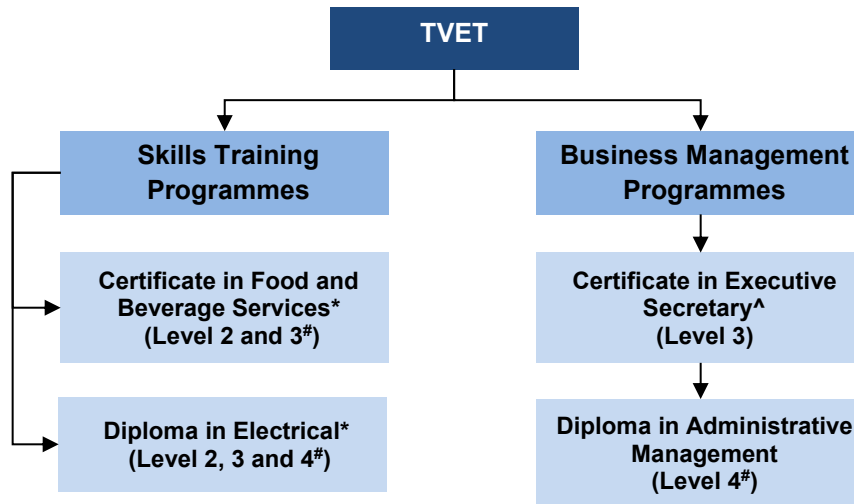 TVET
Skills Training
Programmes
Business Management
Programmes
Certificate in Food and
Beverage Services*
(Level 2 and 3#)
Certificate in Executive
Secretary^
(Level 3)
Diploma in Electrical*
(Level 2, 3 and 4#)
Diploma in Administrative
Management
(Level 4#)